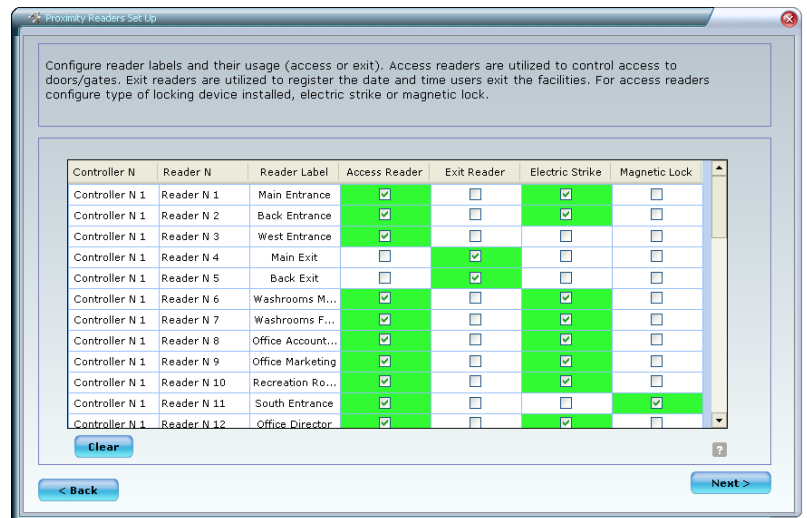 Proximity Readers Set Up
Configure reader labels and their usage (access or exit). Access readers are utilized to control access to
doors/gates. Exit readers are utilized to register the date and time users exit the facilities. For access readers
configure type of locking device installed, electric strike or magnetic lock.
Controller N Reader N Reader Label Access Reader Exit Reader Electric Strike Magnetic Lock
Controller N 1 Reader N 1 Main Entrance
Controller N 1 Reader N 2 Back Entrance
Controller N 1 Reader N 3 West Entrance
Controller N 1 Reader N 4 Main Exit
Controller N 1 Reader N 5 Back Exit
Controller N 1 Reader N 6 Washrooms M...
Controller N 1 Reader N 7 Washrooms F...
Controller N 1 Reader N 8 Office Account...
Controller N 1 Reader N 9 Office Marketing
Controller N 1 Reader N 10 Recreation Ro...
Controller N 1 Reader N 11 South Entrance
Controller N 1 Reader N 12 Office Director
Clear
?
< Back
Next >